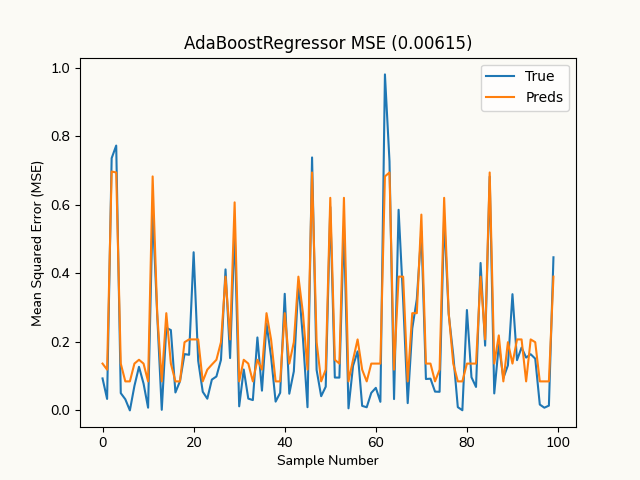 AdaBoostRegressor MSE (0.00615)
True
Preds
Mean Squared Error (MSE)
1.0
0.8
0.6
0.4
0.2
0.0
0 20 40 60 80 100
Sample Number